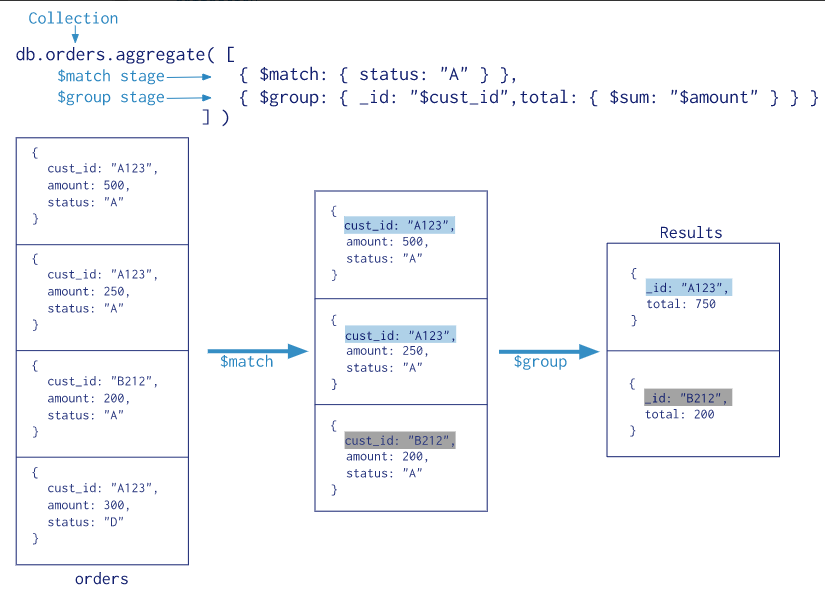 Collection
db.orders.aggregate( [
$match stage { $match: { status: "A" } },
$group stage { $group: { _id: "$cust_id",total: { $sum: "$amount" } } }
] )
{
cust_id: "A123",
amount: 500,
status: "A"
}
{
cust_id: "A123",
amount: 250,
status: "A"
}
{
cust_id: "B212",
amount: 200,
status: "A"
}
{
cust_id: "A123",
amount: 300,
status: "D"
}
orders
$match
{
cust_id: "A123",
amount: 500,
status: "A"
}
{
cust_id: "A123",
amount: 250,
status: "A"
}
{
cust_id: "B212",
amount: 200,
status: "A"
}
$group
Results
{
_id: "A123",
total: 750
}
{
_id: "B212",
total: 200
}